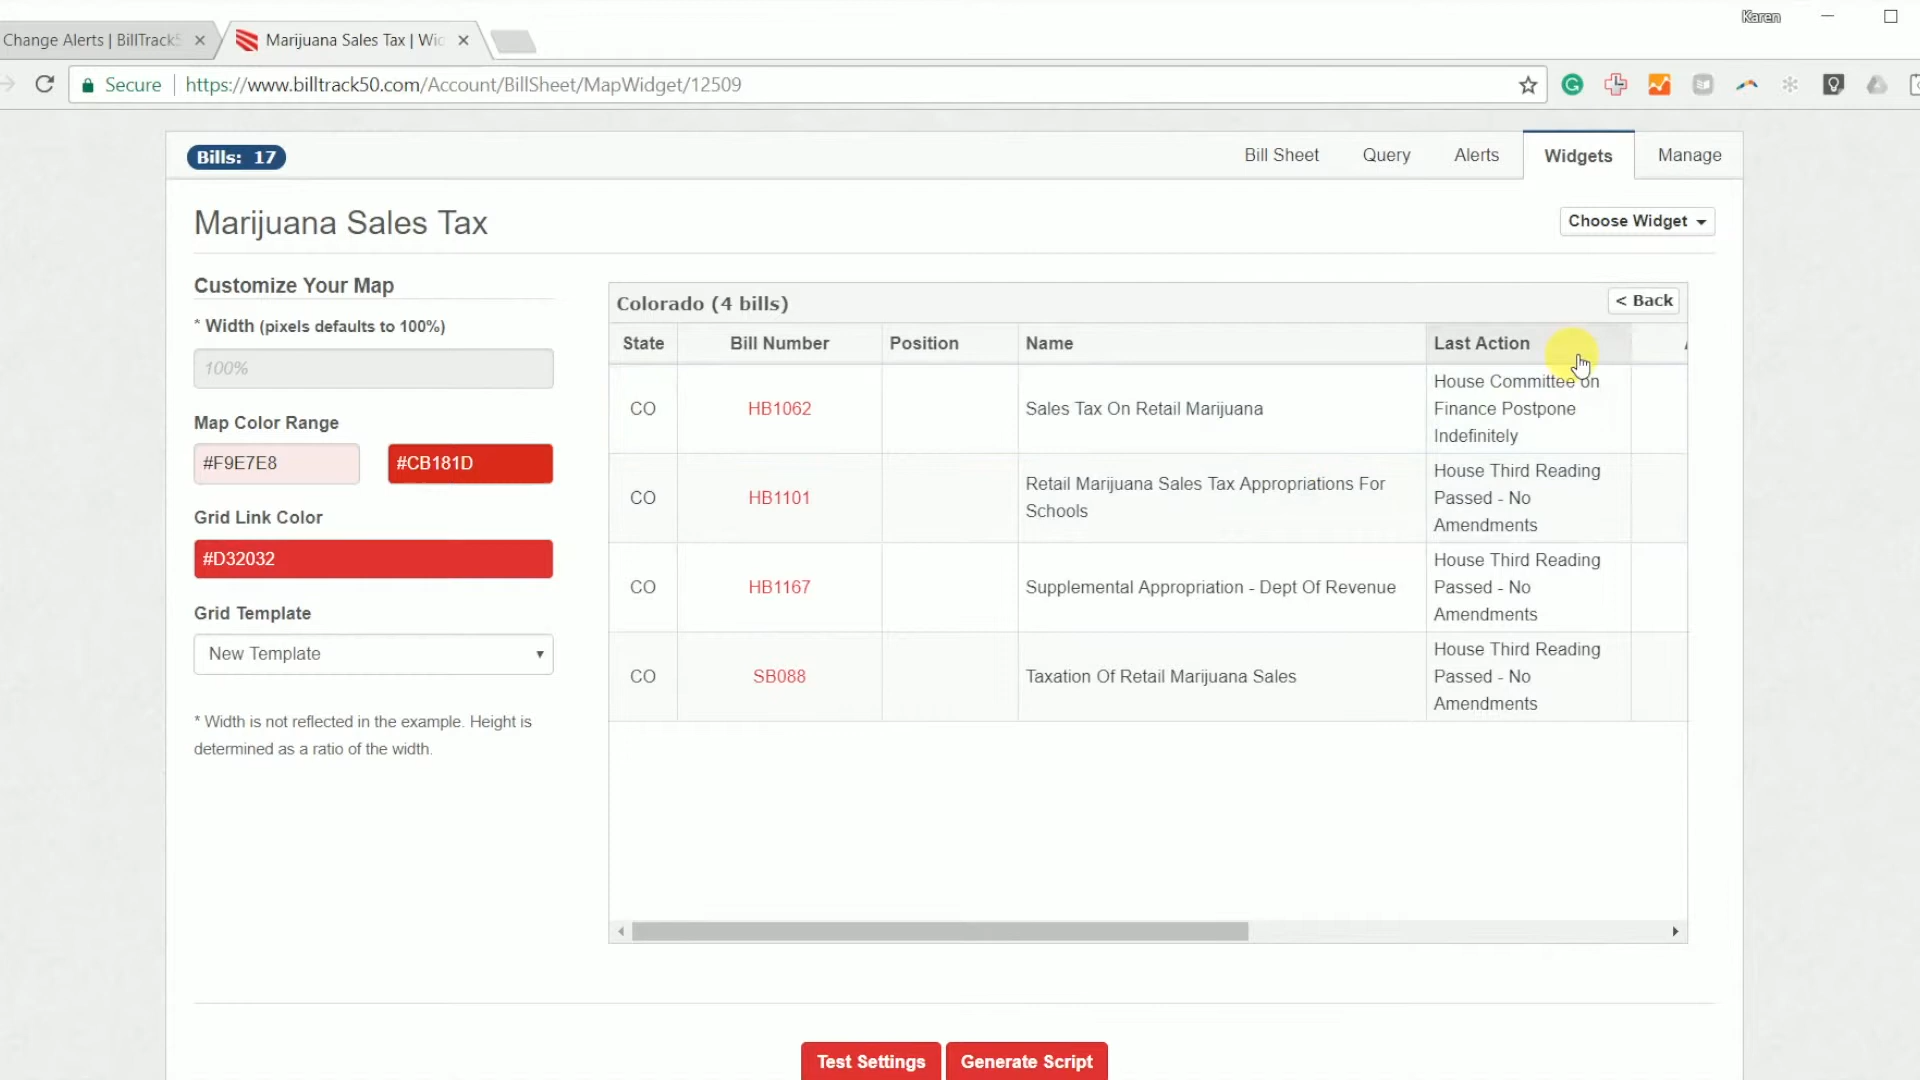 Karen
Change Alerts | BillTrack5
Marijuana Sales Tax | Wid
Secure
https://www.billtrack50.com/Account/BillSheet/MapWidget/12509
Bills: 17
Bill Sheet
Query
Alerts
Widgets
Manage
Marijuana Sales Tax
Choose Widget
Customize Your Map
* Width (pixels defaults to 100%)
100%
Map Color Range
#F9E7E8
#CB181D
Grid Link Color
#D32032
Grid Template
New Template
* Width is not reflected in the example. Height is
determined as a ratio of the width.
Colorado (4 bills)
< Back
State
Bill Number
Position
Name
Last Action
CO
HB1062
Sales Tax On Retail Marijuana
House Committee on
Finance Postpone
Indefinitely
CO
HB1101
Retail Marijuana Sales Tax Appropriations For
Schools
House Third Reading
Passed - No
Amendments
CO
HB1167
Supplemental Appropriation - Dept Of Revenue
House Third Reading
Passed - No
Amendments
CO
SB088
Taxation Of Retail Marijuana Sales
House Third Reading
Passed - No
Amendments
Test Settings
Generate Script